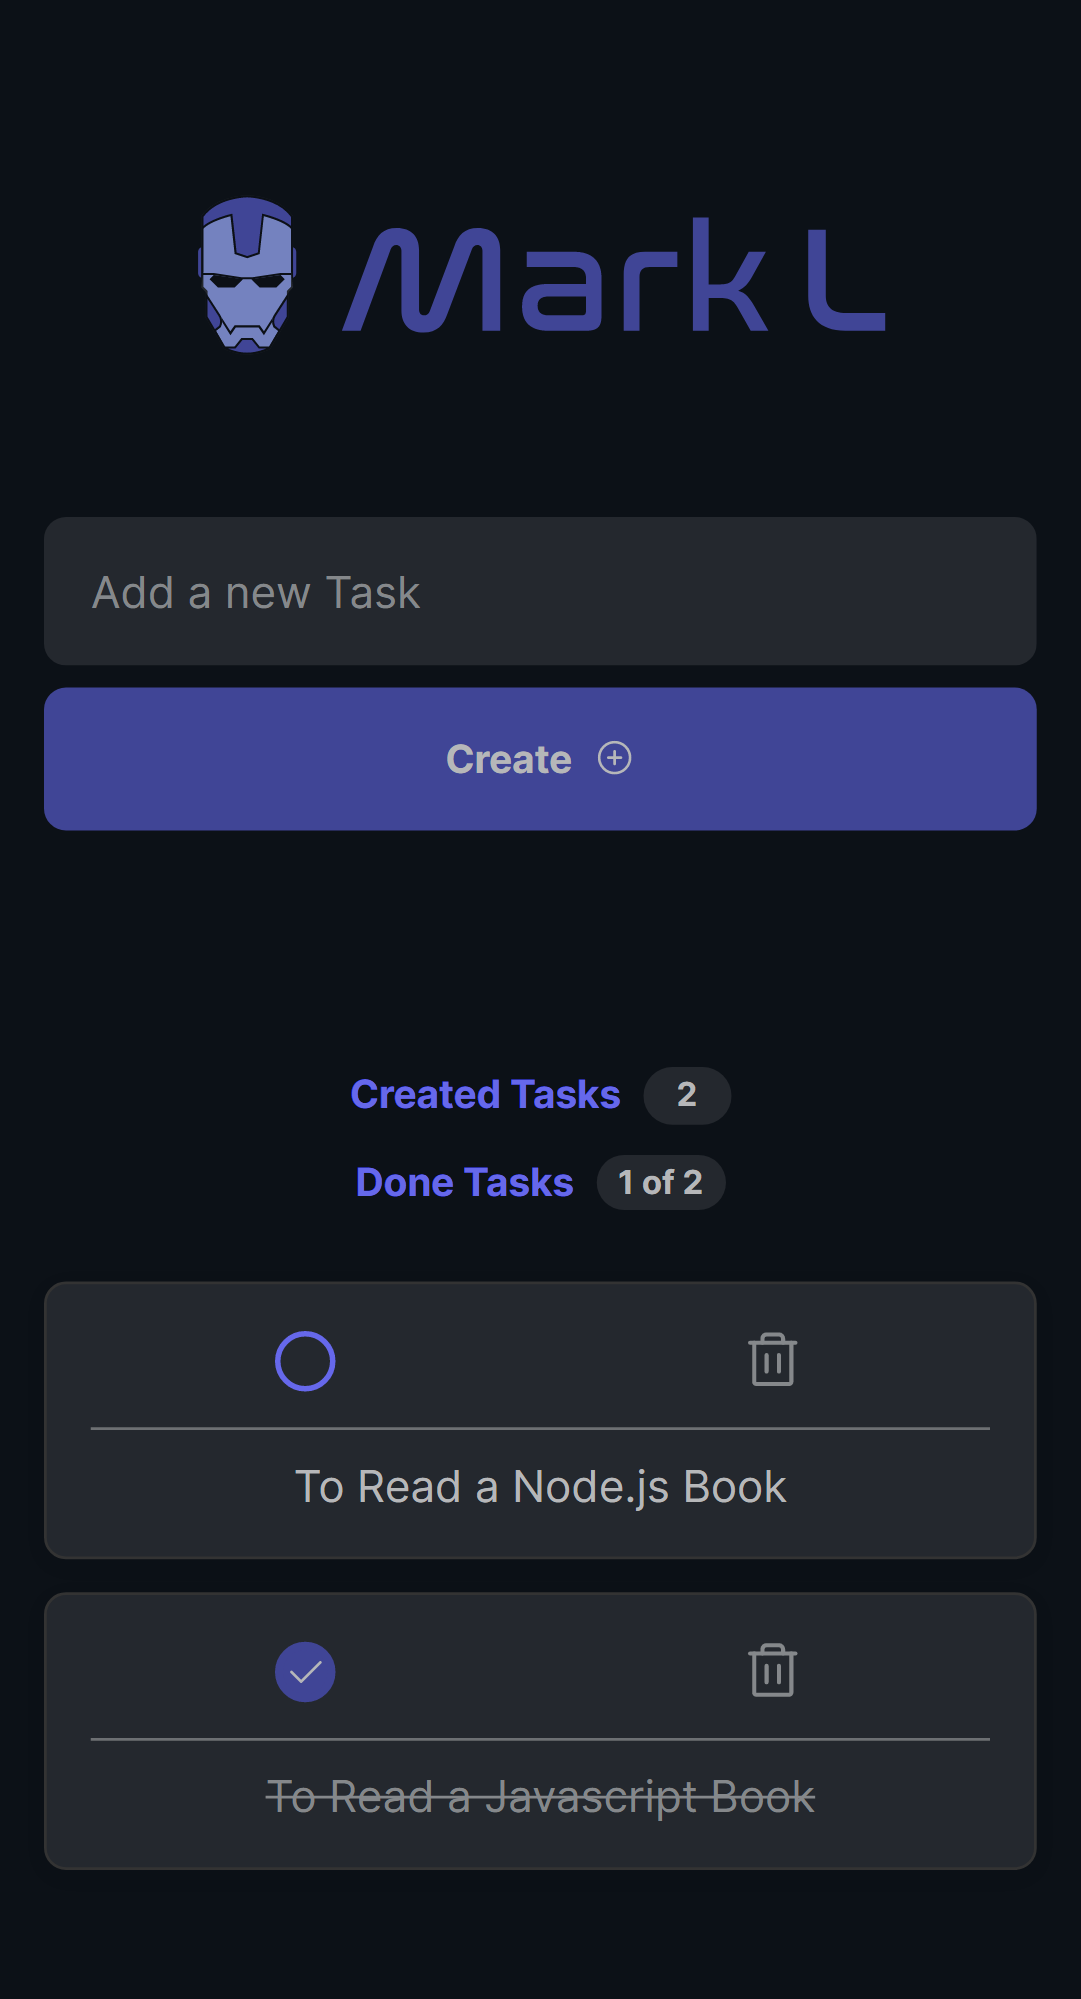 Mark L
Add a new Task
Create
Created Tasks 2
Done Tasks 1 of 2
To Read a Node.js Book
To Read a Javascript Book